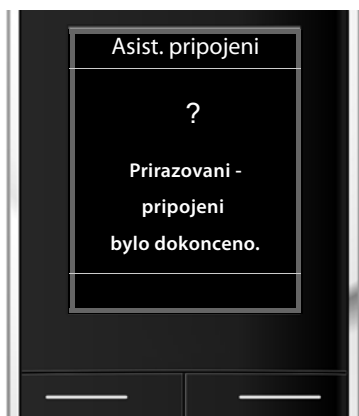 Asist. pripojeni
?
Prirazovani -
pripojeni
bylo dokonceno.